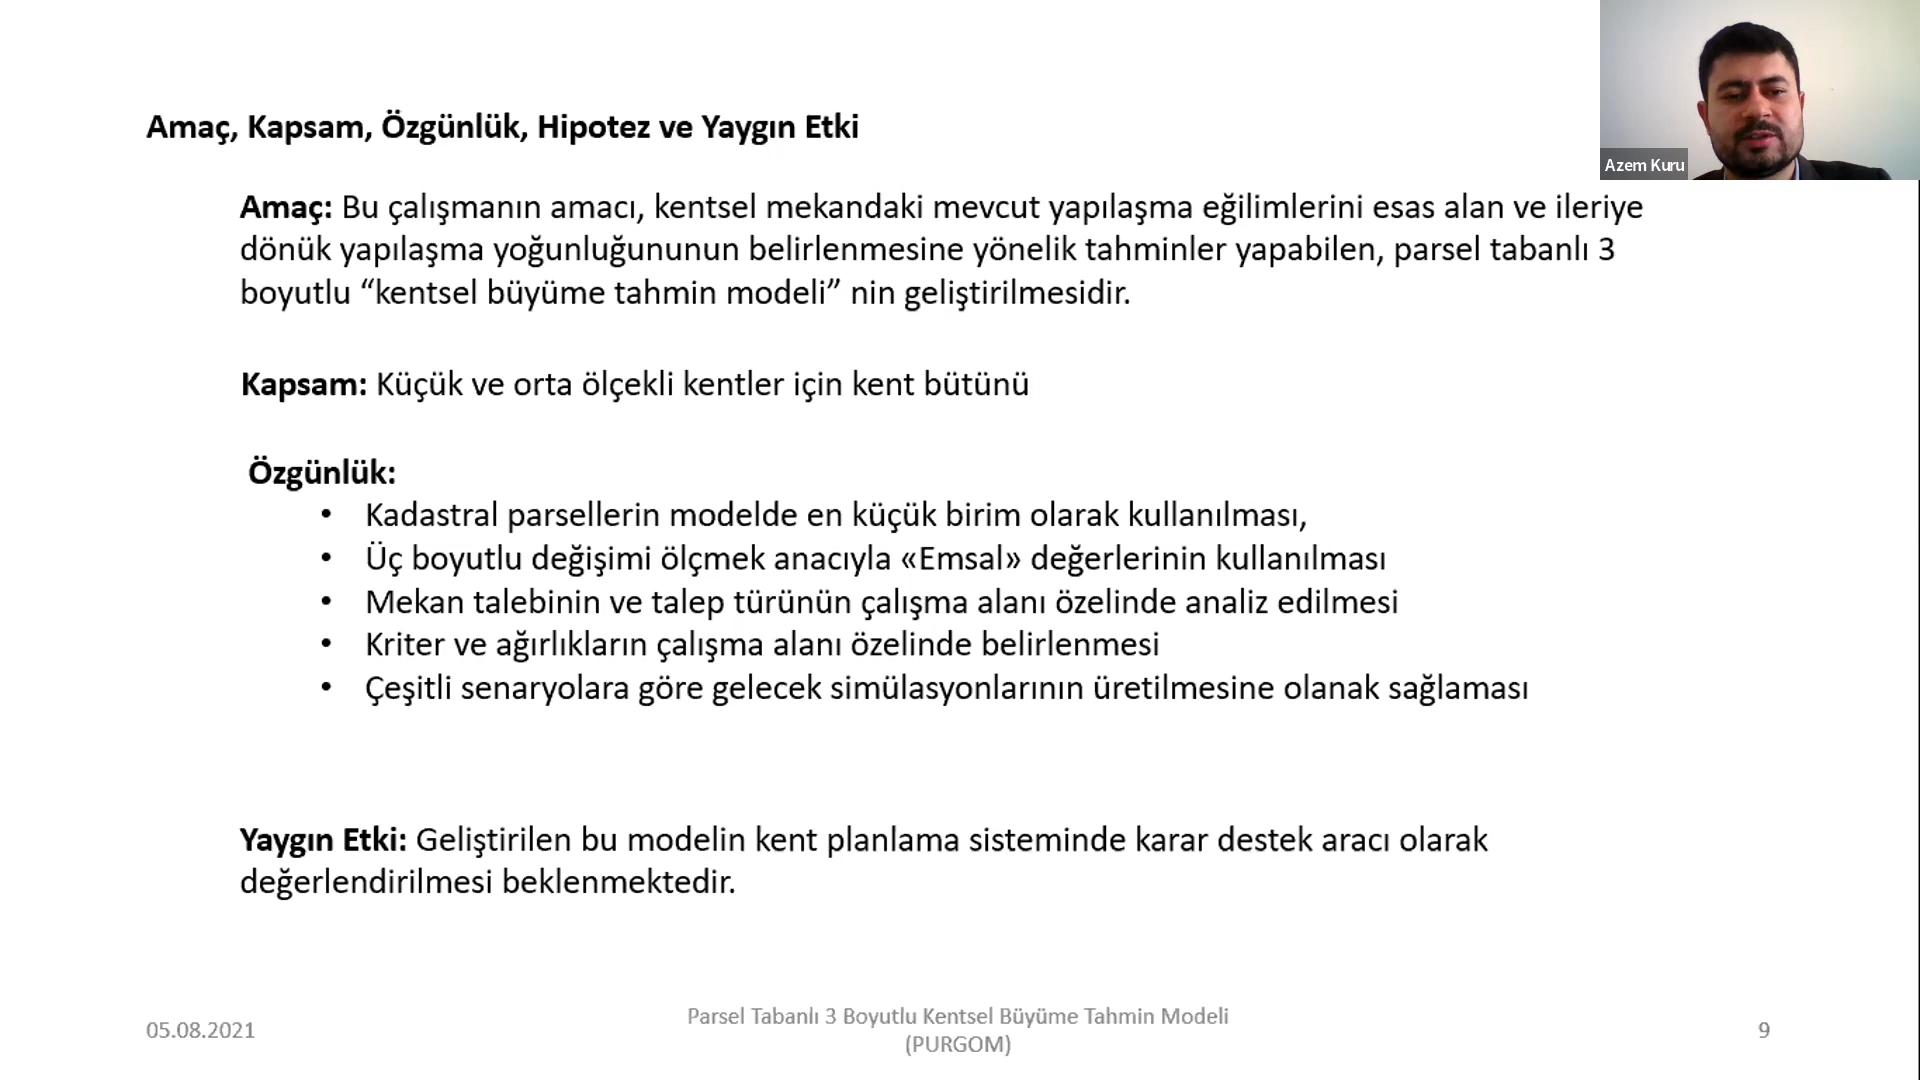 Azem Kuru
Amaç, Kapsam, Özgünlük, Hipotez ve Yaygın Etki
Amaç: Bu çalışmanın amacı, kentsel mekandaki mevcut yapılaşma eğilimlerini esas alan ve ileriye
dönük yapılaşma yoğunluğununun belirlenmesine yönelik tahminler yapabilen, parsel tabanlı 3
boyutlu “kentsel büyüme tahmin modeli” nin geliştirilmesidir.
Kapsam: Küçük ve orta ölçekli kentler için kent bütünü
Özgünlük:
• Kadastral parsellerin modelde en küçük birim olarak kullanılması,
• Üç boyutlu değişimi ölçmek anacıyla «Emsal» değerlerinin kullanılması
• Mekan talebinin ve talep türünün çalışma alanı özelinde analiz edilmesi
• Kriter ve ağırlıkların çalışma alanı özelinde belirlenmesi
• Çeşitli senaryolara göre gelecek simülasyonlarının üretilmesine olanak sağlaması
Yaygın Etki: Geliştirilen bu modelin kent planlama sisteminde karar destek aracı olarak
değerlendirilmesi beklenmektedir.
05.08.2021
Parsel Tabanlı 3 Boyutlu Kentsel Büyüme Tahmin Modeli
(PURGOM)
9